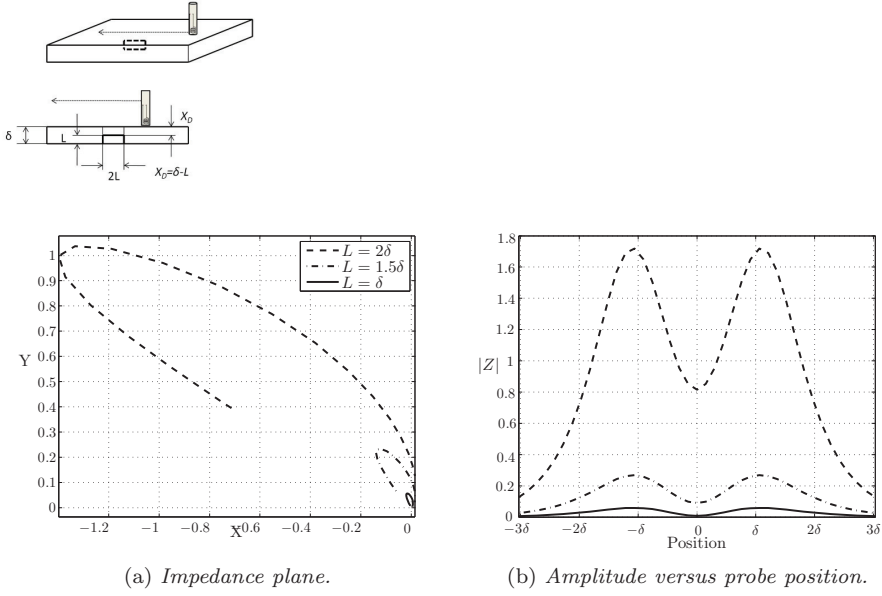 X_D
δ
L
2L
X_D=δ-L
L = 2δ
L = 1.5δ
L = δ
1
0.9
0.8
0.7
0.6
0.5
0.4
0.3
0.2
0.1
0
Y
−1.2
−1
−0.8
−0.6
−0.4
−0.2
0
X
(a) Impedance plane.
1.8
1.6
1.4
1.2
1
0.8
0.6
0.4
0.2
0
|Z|
−3δ
−2δ
−δ
0
δ
2δ
3δ
Position
(b) Amplitude versus probe position.